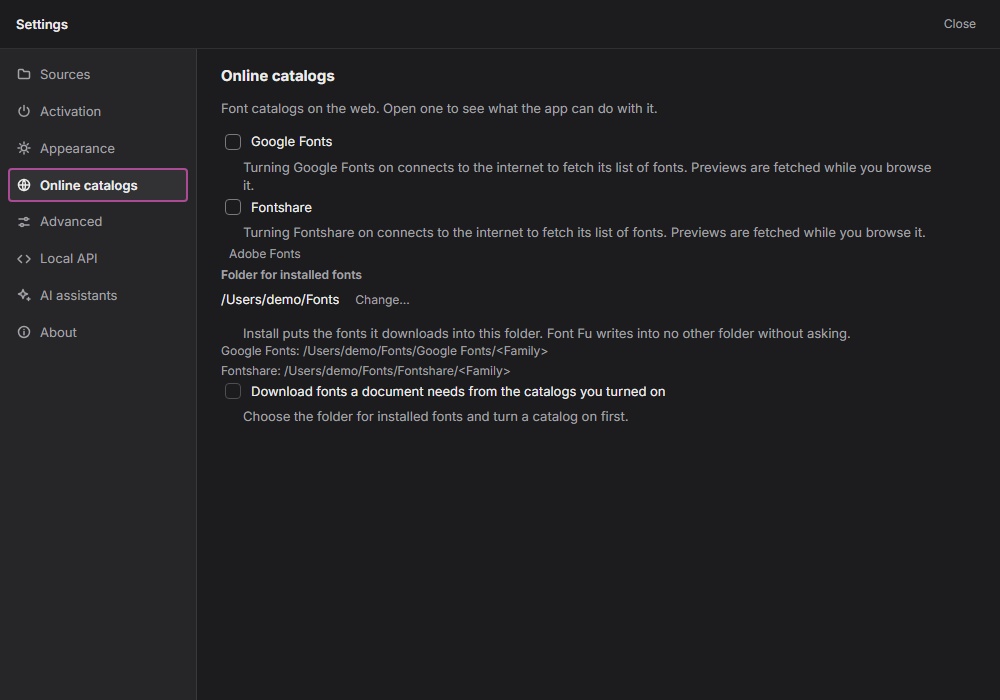 Settings
Close
Sources
Activation
Appearance
Online catalogs
Advanced
Local API
AI assistants
About
Online catalogs
Font catalogs on the web. Open one to see what the app can do with it.
Google Fonts
Turning Google Fonts on connects to the internet to fetch its list of fonts. Previews are fetched while you browse
it.
Fontshare
Turning Fontshare on connects to the internet to fetch its list of fonts. Previews are fetched while you browse it.
Adobe Fonts
Folder for installed fonts
/Users/demo/Fonts Change...
Install puts the fonts it downloads into this folder. Font Fu writes into no other folder without asking.
Google Fonts: /Users/demo/Fonts/Google Fonts/<Family>
Fontshare: /Users/demo/Fonts/Fontshare/<Family>
Download fonts a document needs from the catalogs you turned on
Choose the folder for installed fonts and turn a catalog on first.